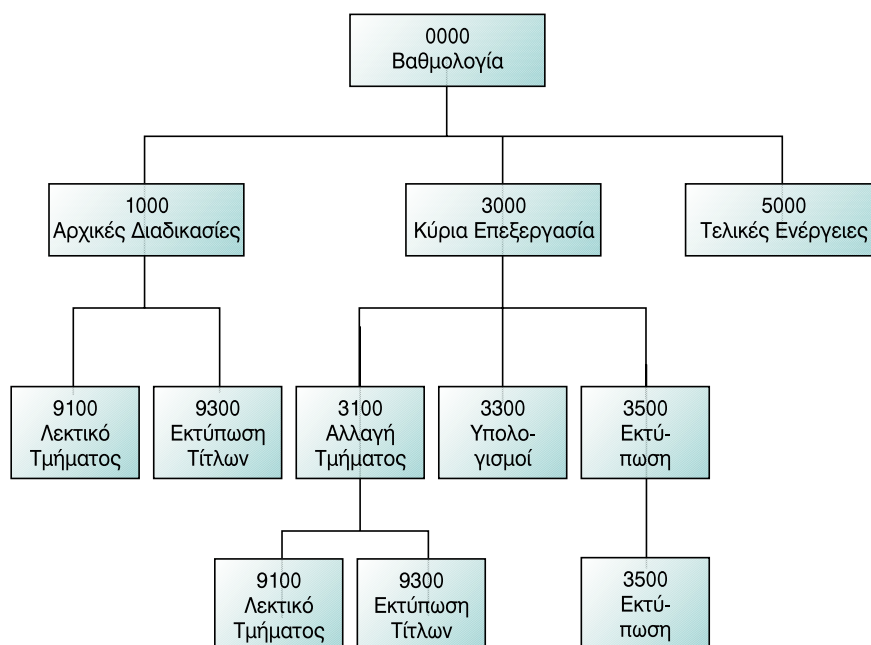 0000
Βαθμολογία
1000
Αρχικές Διαδικασίες
3000
Κύρια Επεξεργασία
5000
Τελικές Ενέργειες
9100
Λεκτικό
Τμήματος
9300
Εκτύπωση
Τίτλων
3100
Αλλαγή
Τμήματος
3300
Υπολο-
γισμοί
3500
Εκτύ-
πωση
9100
Λεκτικό
Τμήματος
9300
Εκτύπωση
Τίτλων
3500
Εκτύ-
πωση